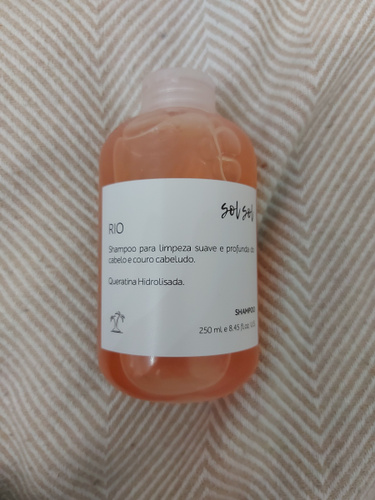 sol sol
RIO
Shampoo para limpeza suave e profunda do
cabelo e couro cabeludo.
Queratina Hidrolisada.
SHAMPOO
250 ml e 8.45 fl oz U.S.